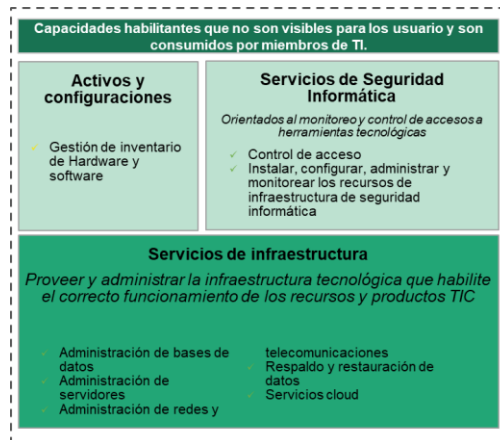 Capacidades habilitantes que no son visibles para los usuario y son
consumidos por miembros de TI.
Activos y
configuraciones
Gestión de inventario
de Hardware y
software
Servicios de Seguridad
Informática
Orientados al monitoreo y control de accesos a
herramientas tecnológicas
Control de acceso
Instalar, configurar, administrar y
monitorear los recursos de
infraestructura de seguridad
informática
Servicios de infraestructura
Proveer y administrar la infraestructura tecnológica que habilite
el correcto funcionamiento de los recursos y productos TIC
Administración de bases de
datos
Administración de
servidores
Administración de redes y
telecomunicaciones
Respaldo y restauración de
datos
Servicios cloud